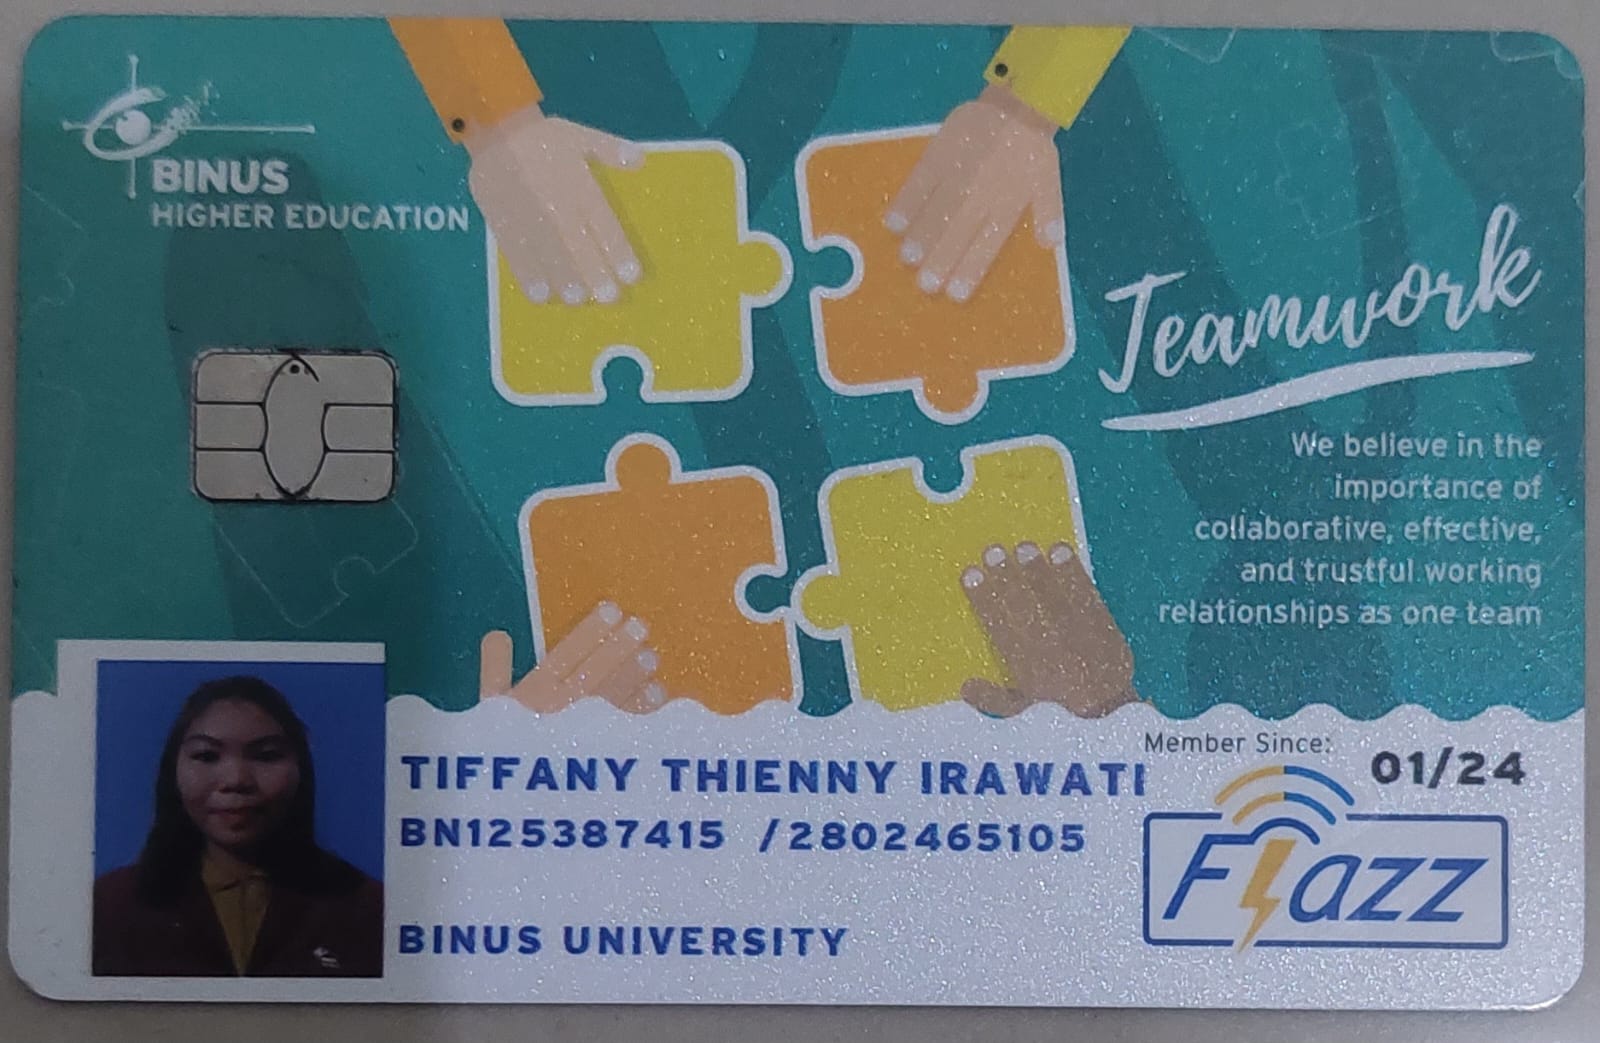 BINUS
HIGHER EDUCATION
Teamwork
We believe in the
importance of
collaborative, effective,
and trustful working
relationships as one team
Member Since: 01/24
TIFFANY THIENNY IRAWATI
BN125387415 /2802465105
Flazz
BINUS UNIVERSITY